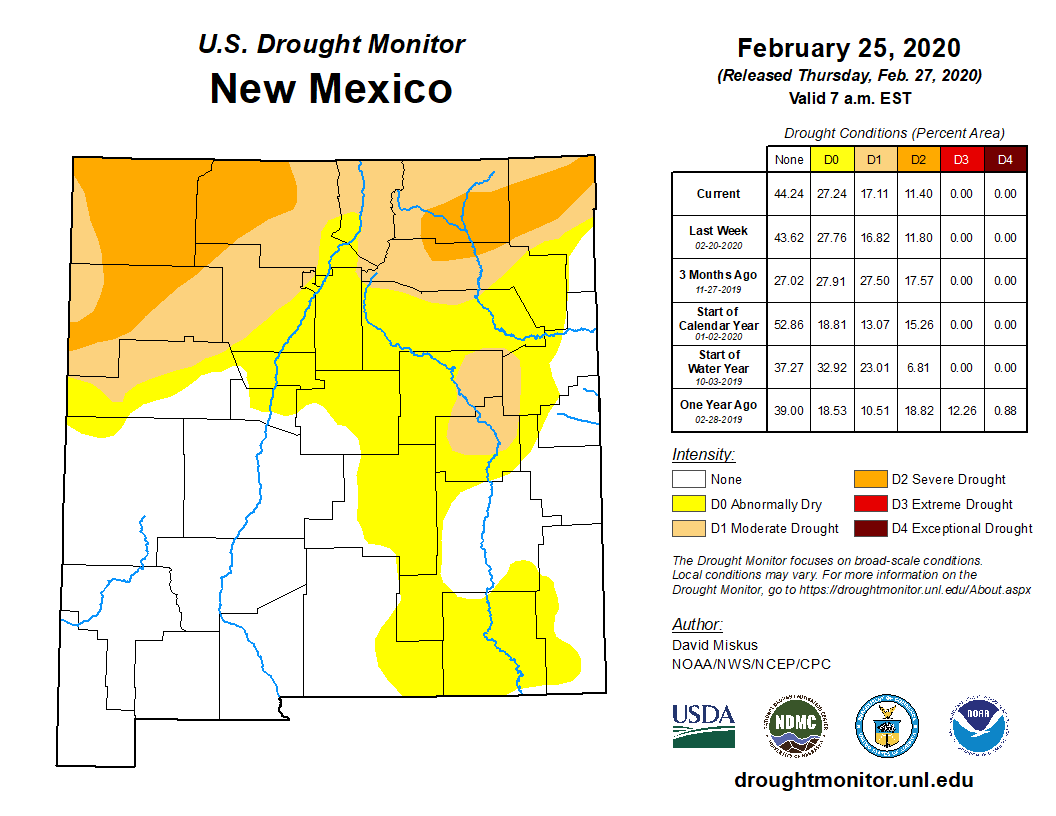 U.S. Drought Monitor
New Mexico
February 25, 2020
(Released Thursday, Feb. 27, 2020)
Valid 7 a.m. EST
Drought Conditions (Percent Area)
None D0 D1 D2 D3 D4
Current 44.24 27.24 17.11 11.40 0.00 0.00
Last Week 43.62 27.76 16.82 11.80 0.00 0.00
02-20-2020
3 Months Ago 27.02 27.91 27.50 17.57 0.00 0.00
11-27-2019
Start of
Calendar Year 52.86 18.81 13.07 15.26 0.00 0.00
01-02-2020
Start of
Water Year 37.27 32.92 23.01 6.81 0.00 0.00
10-03-2019
One Year Ago 39.00 18.53 10.51 18.82 12.26 0.88
02-28-2019
Intensity:
None D2 Severe Drought
D0 Abnormally Dry D3 Extreme Drought
D1 Moderate Drought D4 Exceptional Drought
The Drought Monitor focuses on broad-scale conditions.
Local conditions may vary. For more information on the
Drought Monitor, go to https://droughtmonitor.unl.edu/About.aspx
Author:
David Miskus
NOAA/NWS/NCEP/CPC
USDA
NDMC
NOAA
droughtmonitor.unl.edu